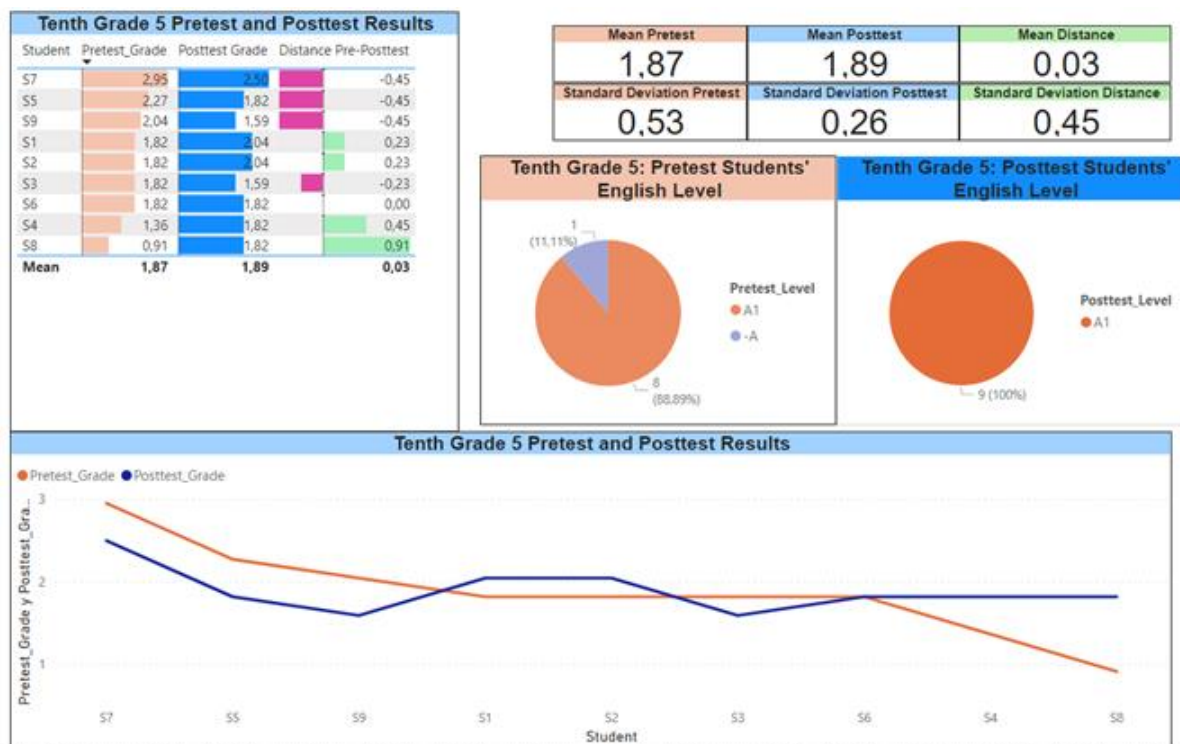 Tenth Grade 5 Pretest and Posttest Results
Student Pretest_Grade Posttest Grade Distance Pre-Posttest
S7 2,95 2,50 -0,45
S5 2,27 1,82 -0,45
S9 2,04 1,59 -0,45
S1 1,82 2,04 0,23
S2 1,82 2,04 0,23
S3 1,82 1,59 -0,23
S6 1,82 1,82 0,00
S4 1,36 1,82 0,45
S8 0,91 1,82 0,91
Mean 1,87 1,89 0,03
Mean Pretest Mean Posttest Mean Distance
1,87 1,89 0,03
Standard Deviation Pretest Standard Deviation Posttest Standard Deviation Distance
0,53 0,26 0,45
Tenth Grade 5: Pretest Students'
English Level
1
(11,11%)
Pretest_Level
A1
-A
8
(88,89%)
Tenth Grade 5: Posttest Students'
English Level
Posttest_Level
A1
9 (100%)
Tenth Grade 5 Pretest and Posttest Results
Pretest_Grade Posttest_Grade
Pretest_Grade y Posttest_Gra...
3
2
1
S7 S5 S9 S1 S2 S3 S6 S4 S8
Student